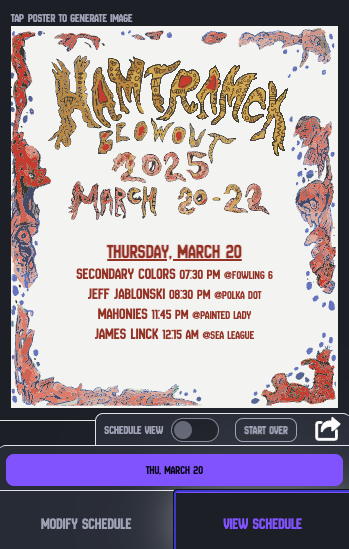 TAP POSTER TO GENERATE IMAGE
HAMTRAMCK
BLOWOUT
2025
MARCH 20-22
THURSDAY, MARCH 20
SECONDARY COLORS 07:30 PM @FOWLING 6
JEFF JABLONSKI 08:30 PM @POLKA DOT
MAHONIES 11:45 PM @PAINTED LADY
JAMES LINCK 12:15 AM @SEA LEAGUE
SCHEDULE VIEW
START OVER
THU, MARCH 20
MODIFY SCHEDULE
VIEW SCHEDULE